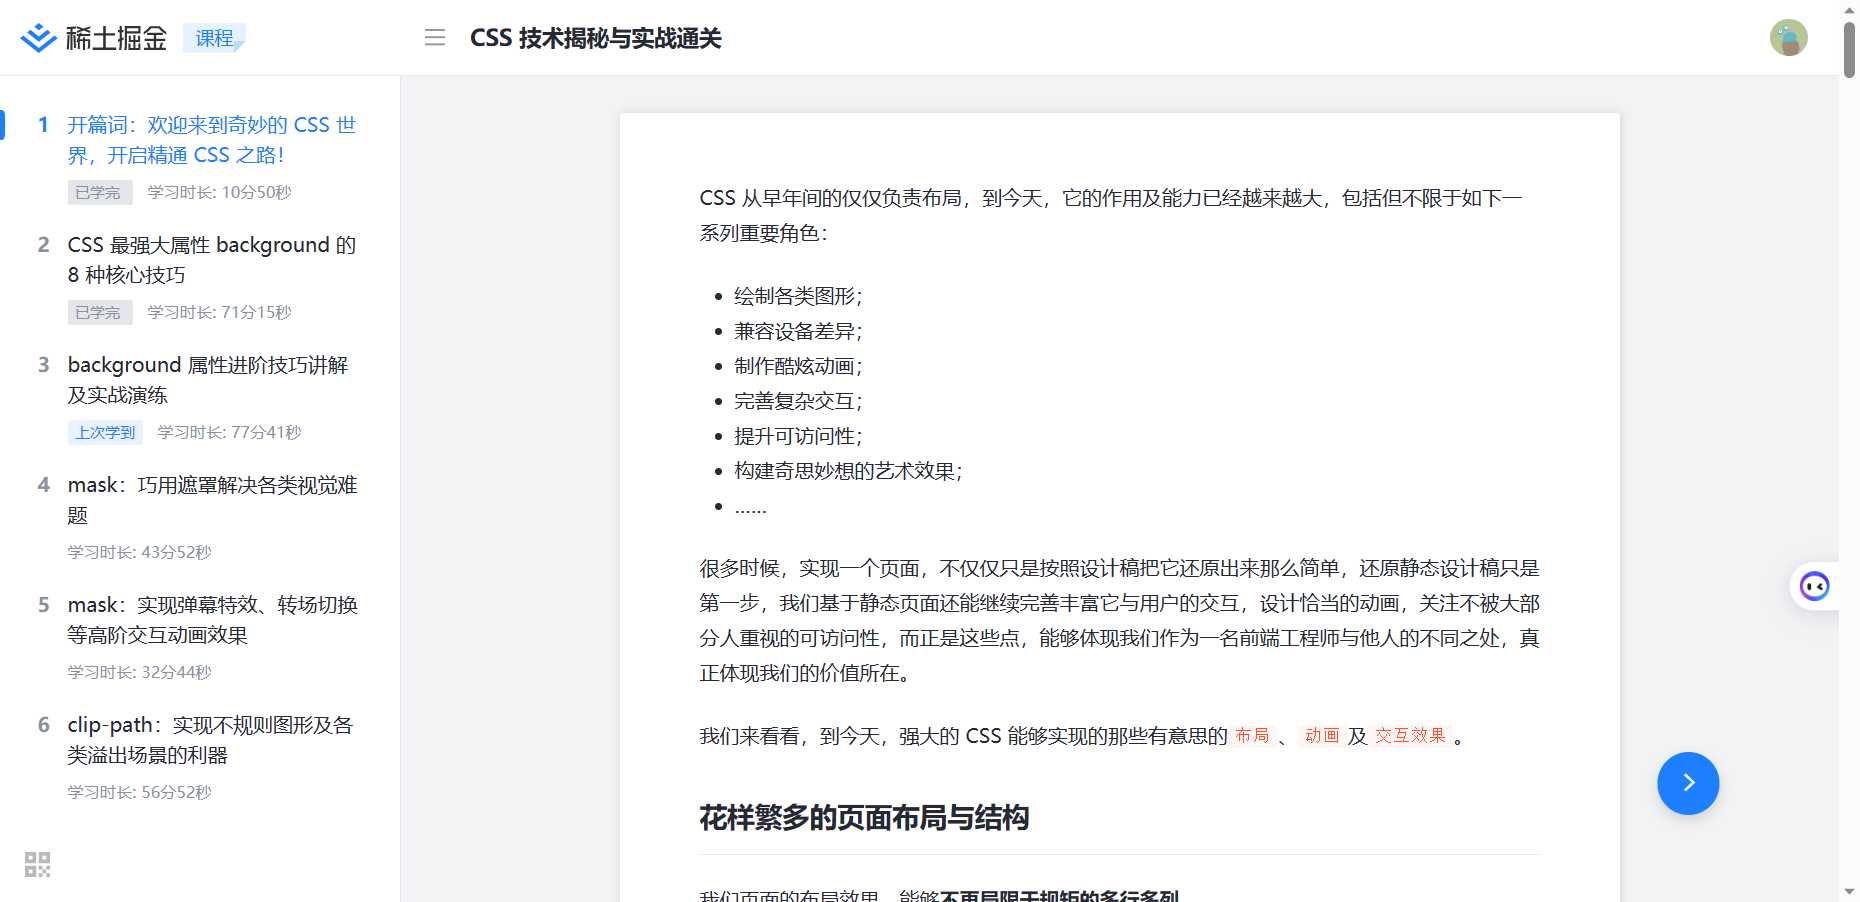 稀土掘金 课程
CSS 技术揭秘与实战通关
1 开篇词：欢迎来到奇妙的 CSS 世
界，开启精通 CSS 之路！
已学完 学习时长: 10分50秒
2 CSS 最强大属性 background 的
8 种核心技巧
已学完 学习时长: 71分15秒
3 background 属性进阶技巧讲解
及实战演练
上次学到 学习时长: 77分41秒
4 mask：巧用遮罩解决各类视觉难
题
学习时长: 43分52秒
5 mask：实现弹幕特效、转场切换
等高阶交互动画效果
学习时长: 32分44秒
6 clip-path：实现不规则图形及各
类溢出场景的利器
学习时长: 56分52秒
CSS 从早年间的仅仅负责布局，到今天，它的作用及能力已经越来越大，包括但不限于如下一
系列重要角色：
• 绘制各类图形；
• 兼容设备差异；
• 制作酷炫动画；
• 完善复杂交互；
• 提升可访问性；
• 构建奇思妙想的艺术效果；
• ......
很多时候，实现一个页面，不仅仅只是按照设计稿把它还原出来那么简单，还原静态设计稿只是
第一步，我们基于静态页面还能继续完善丰富它与用户的交互，设计恰当的动画，关注不被大部
分人重视的可访问性，而正是这些点，能够体现我们作为一名前端工程师与他人的不同之处，真
正体现我们的价值所在。
我们来看看，到今天，强大的 CSS 能够实现的那些有意思的 布局 、 动画 及 交互效果 。
花样繁多的页面布局与结构
我们页面的布局效果，能够不再局限于规矩的多行多列